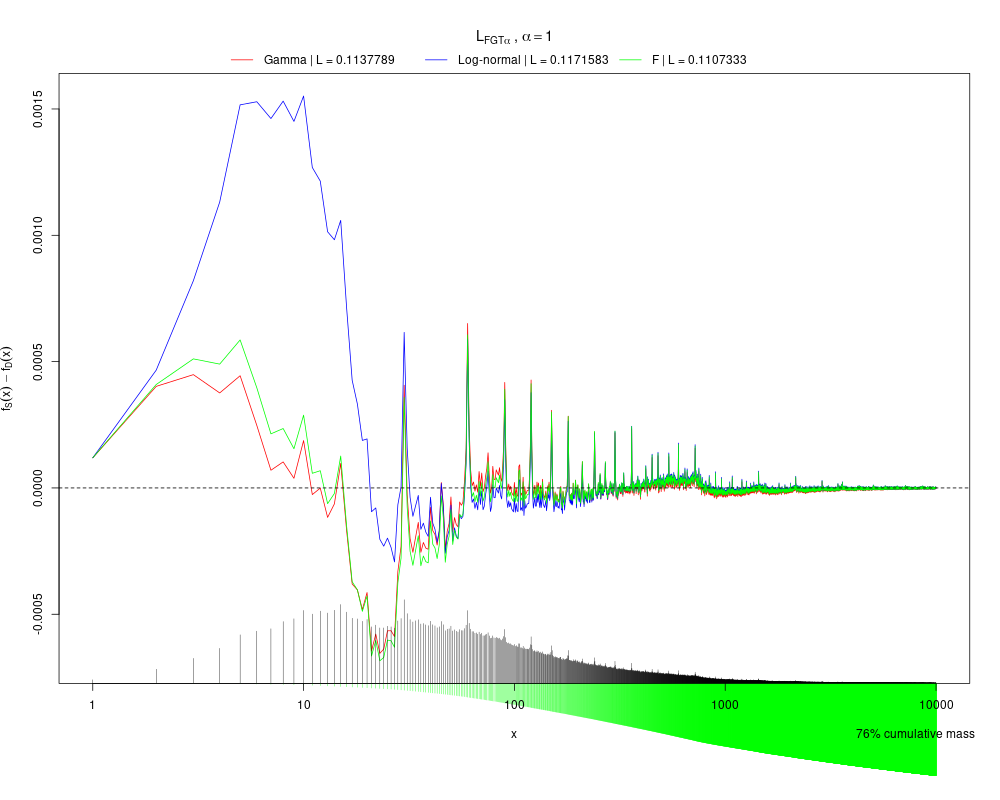 L_FGTα , α = 1
Gamma | L = 0.1137789 Log-normal | L = 0.1171583 F | L = 0.1107333
f_S(x) − f_D(x)
0.0015
0.0010
0.0005
0.0000
-0.0005
1 10 100 1000 10000
x
76% cumulative mass